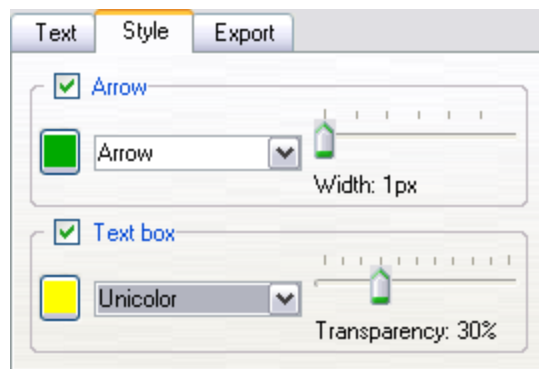 Text Style Export
Arrow
Arrow
Width: 1px
Text box
Unicolor
Transparency: 30%